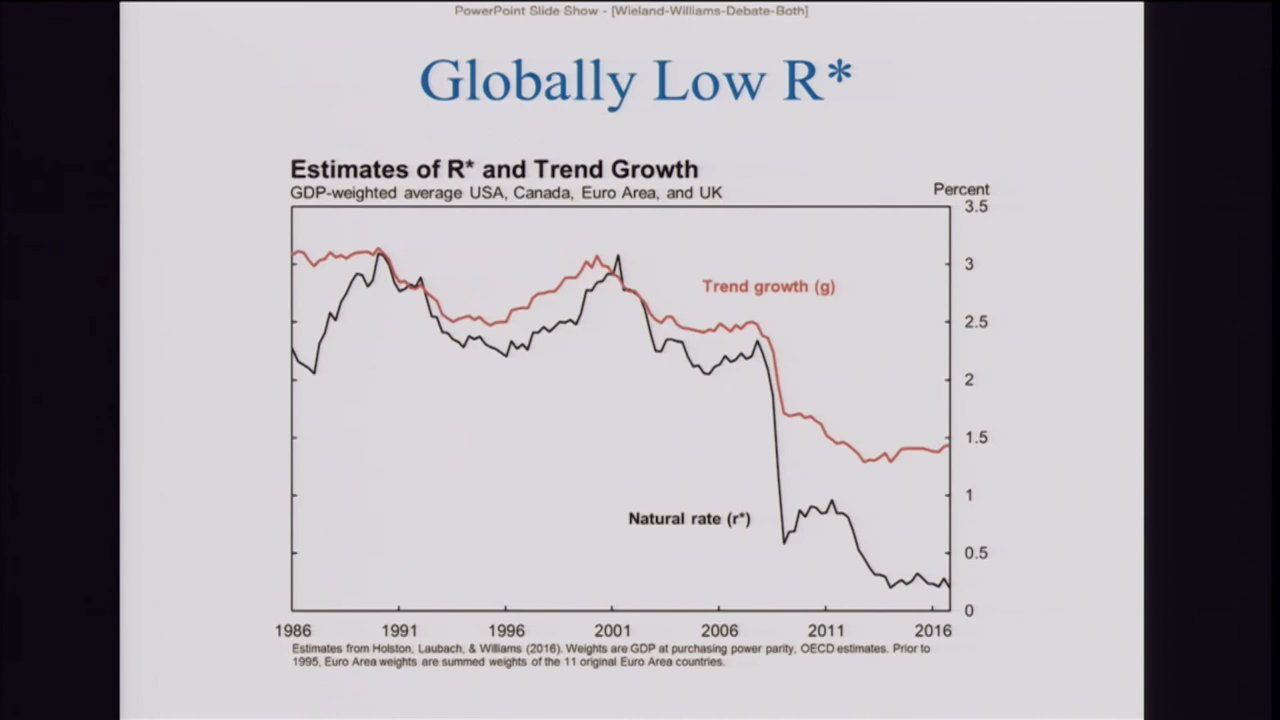 PowerPoint Slide Show - [Wieland-Williams-Debate-Both]
Globally Low R*
Estimates of R* and Trend Growth
GDP-weighted average USA, Canada, Euro Area, and UK
Percent
3.5
3
Trend growth (g)
2.5
2
1.5
1
Natural rate (r*)
0.5
0
1986 1991 1996 2001 2006 2011 2016
Estimates from Holston, Laubach, & Williams (2016). Weights are GDP at purchasing power parity, OECD estimates. Prior to
1995, Euro Area weights are summed weights of the 11 original Euro Area countries.